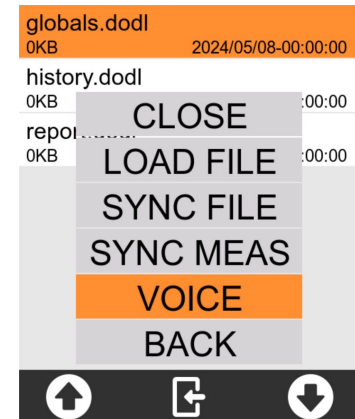 globals.dodl
0KB 2024/05/08-00:00:00
history.dodl
0KB :00:00
0KB :00:00
CLOSE
LOAD FILE
SYNC FILE
SYNC MEAS
VOICE
BACK